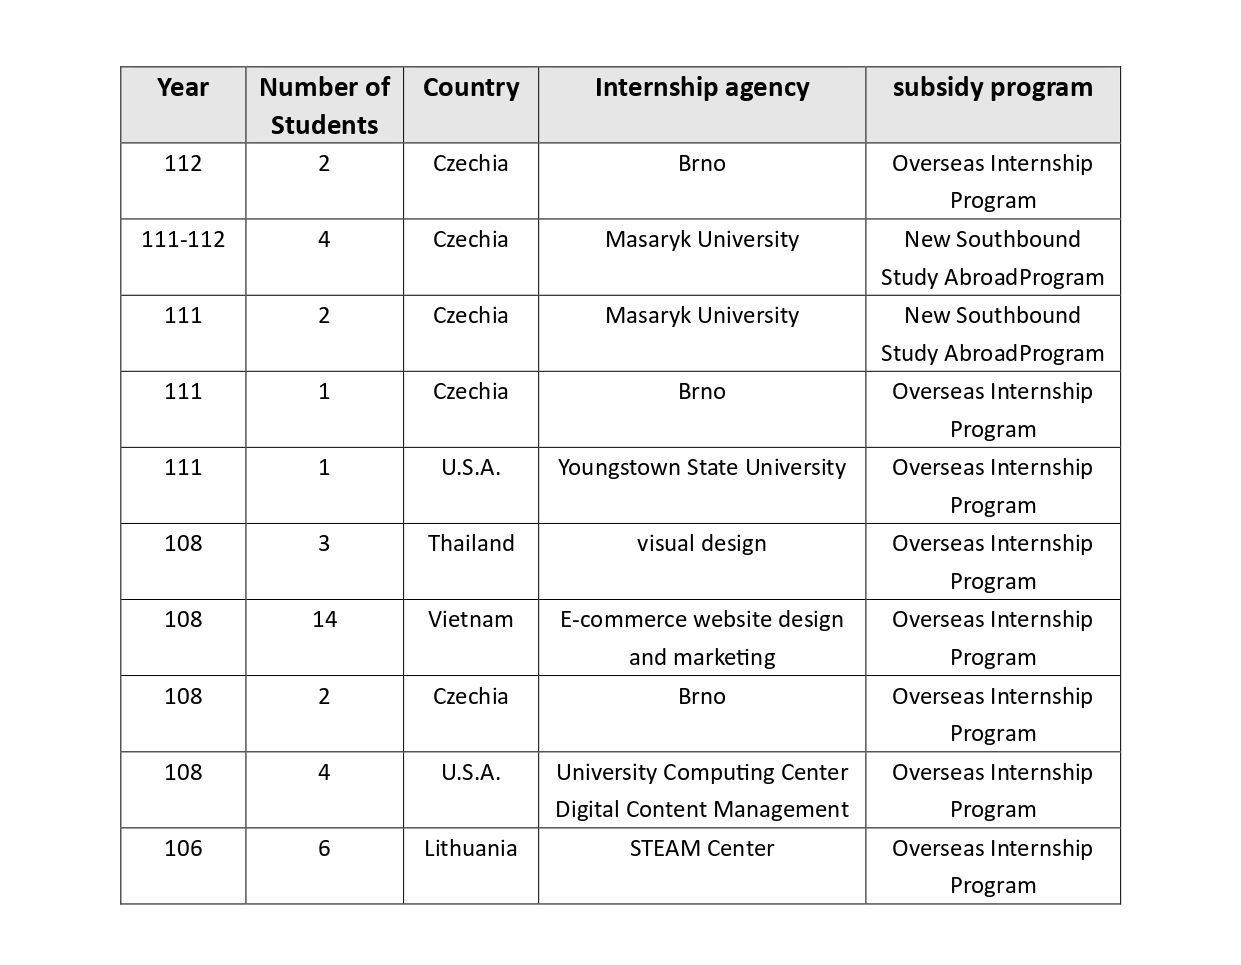 Year Number of Students Country Internship agency subsidy program
112 2 Czechia Brno Overseas Internship Program
111-112 4 Czechia Masaryk University New Southbound Study AbroadProgram
111 2 Czechia Masaryk University New Southbound Study AbroadProgram
111 1 Czechia Brno Overseas Internship Program
111 1 U.S.A. Youngstown State University Overseas Internship Program
108 3 Thailand visual design Overseas Internship Program
108 14 Vietnam E-commerce website design and marketing Overseas Internship Program
108 2 Czechia Brno Overseas Internship Program
108 4 U.S.A. University Computing Center Digital Content Management Overseas Internship Program
106 6 Lithuania STEAM Center Overseas Internship Program